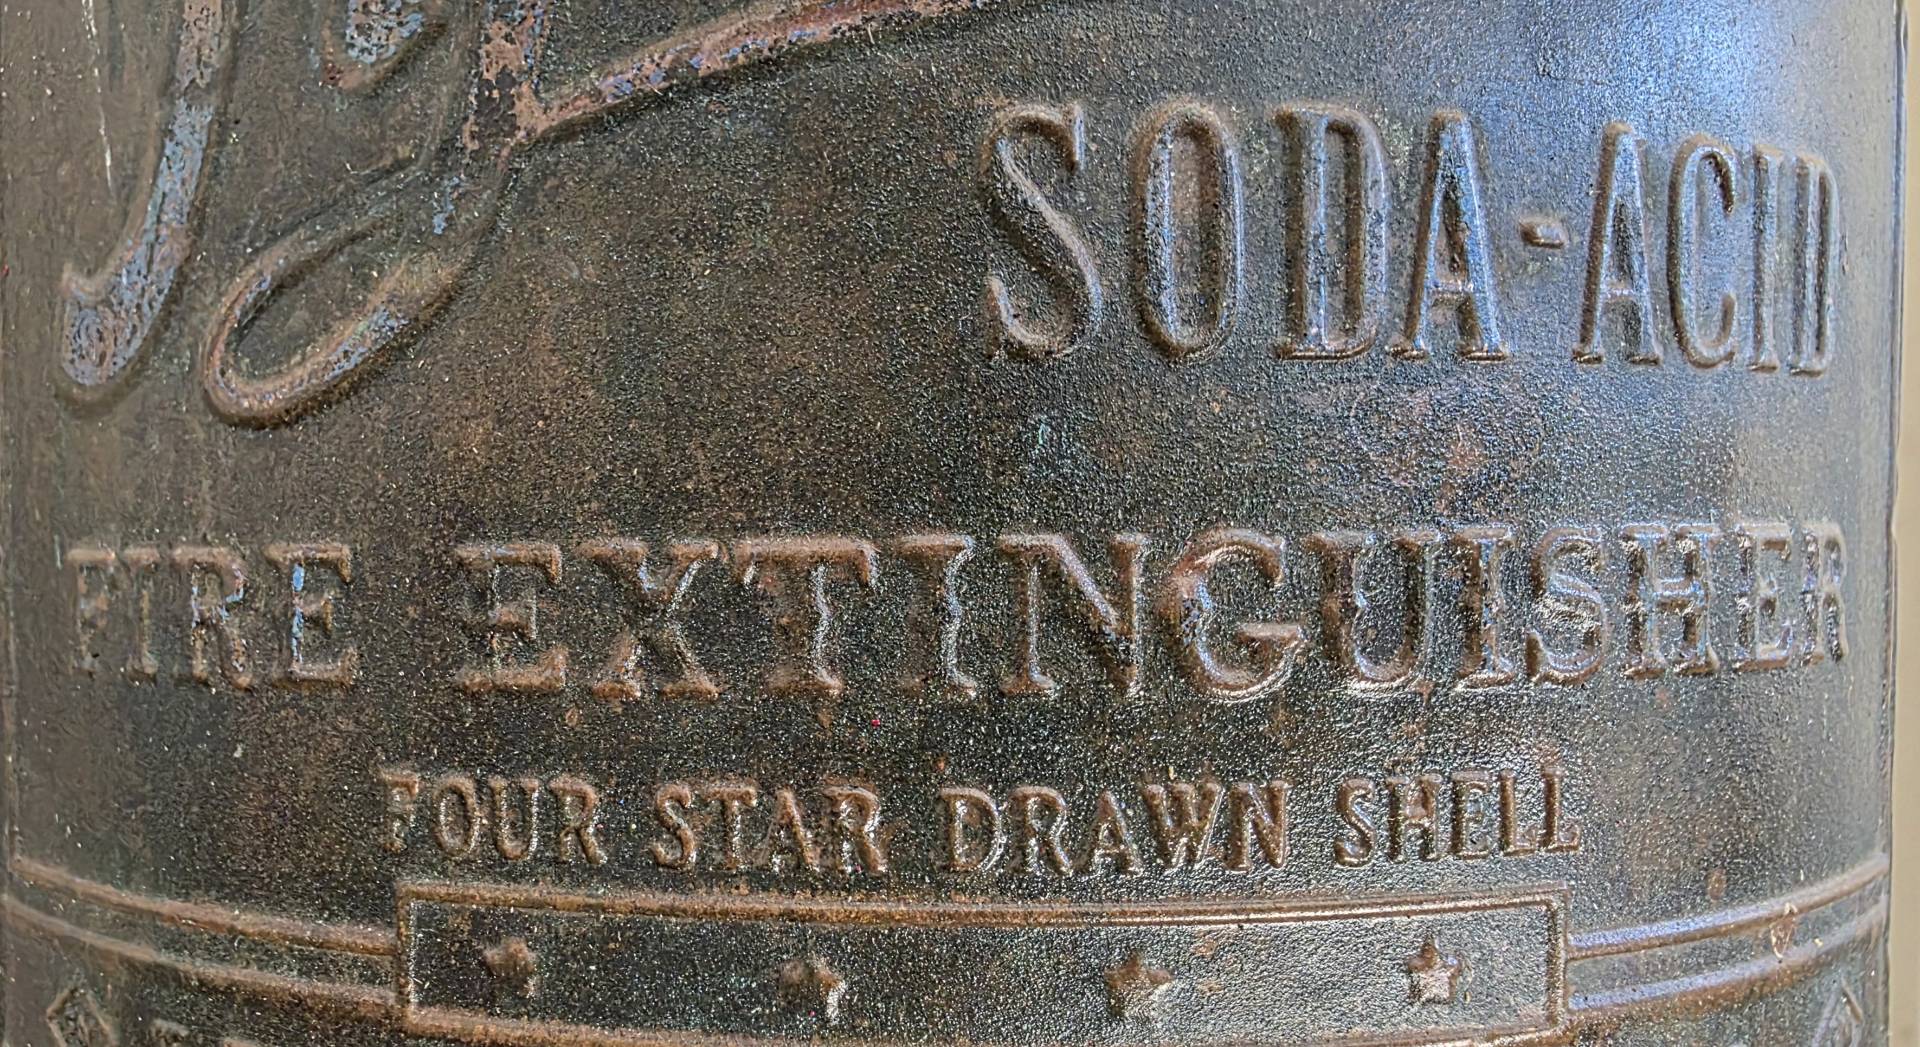 SODA-ACID
FIRE EXTINGUISHER
FOUR STAR DRAWN SHELL